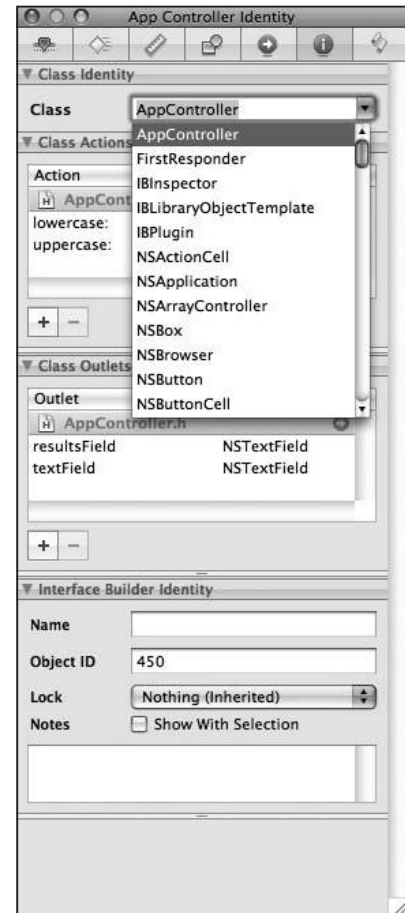 App Controller Identity
Class Identity
Class AppController
AppController
FirstResponder
IBInspector
IBLibraryObjectTemplate
IBPlugin
NSActionCell
NSApplication
NSArrayController
NSBox
NSBrowser
NSButton
NSButtonCell
Class Actions
Action
AppCont
lowercase:
uppercase:
+ −
Class Outlets
Outlet
AppController.h
resultsField NSTextField
textField NSTextField
+ −
Interface Builder Identity
Name
Object ID 450
Lock Nothing (Inherited)
Notes Show With Selection